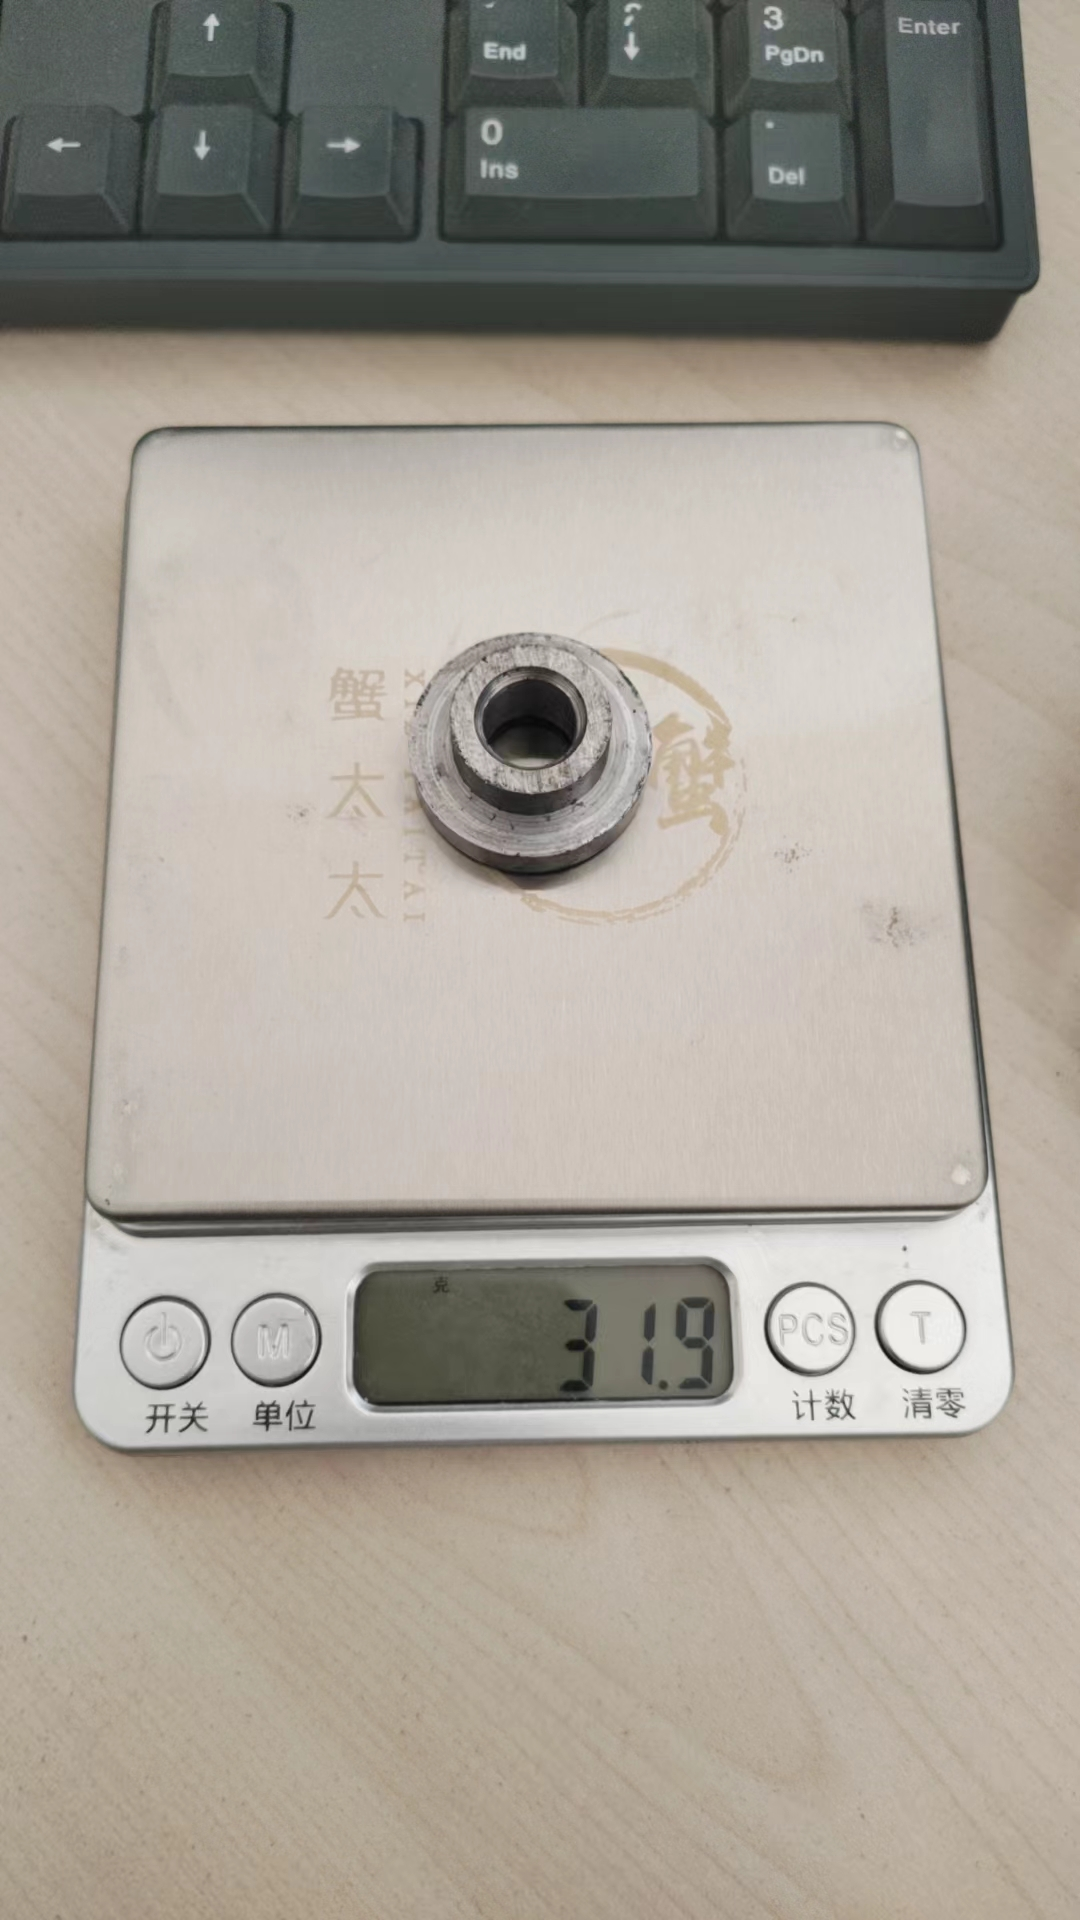 ↑
End
↓
3
PgDn
Enter
←
↓
→
0
Ins
.
Del
蟹太太
蟹
克
31.9
M
PCS
T
开关
单位
计数
清零